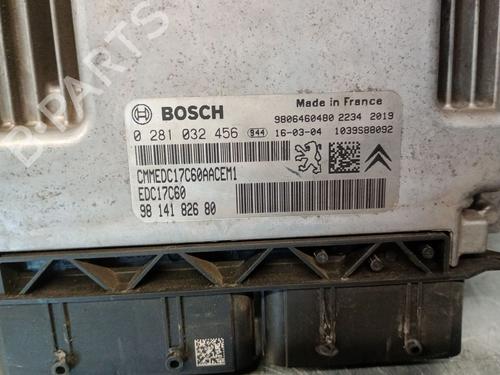 B-PARTS
BOSCH
Made in France
9806460480 2234 2019
0 281 032 456 944 16-03-04 1039S88092
CMMEDC17C60AACEM1
EDC17C60
98 141 826 80